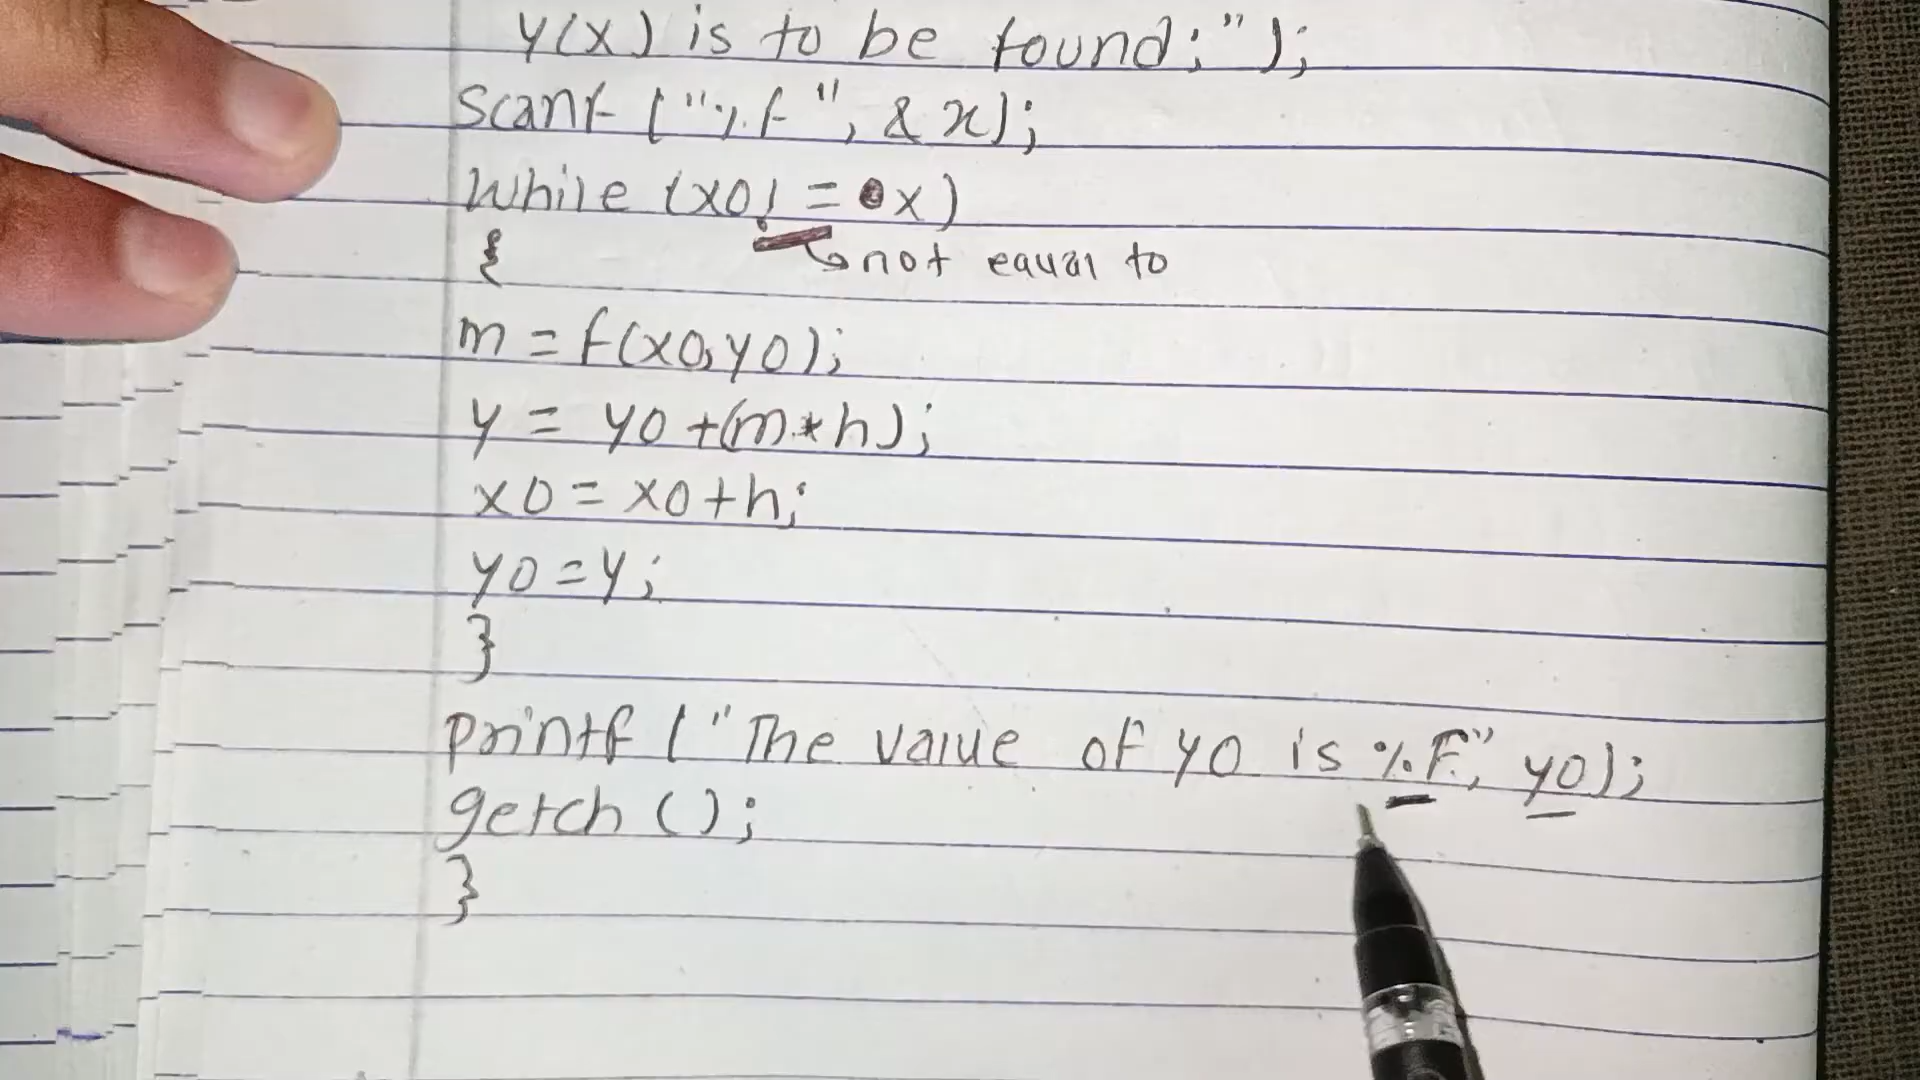 y(x) is to be found:");
scanf ("%f", &x);
while (x0! = x)
{
not equal to
m = f(x0,y0);
y = y0 +(m*h);
x0 = x0+h;
y0 = y;
}
printf ("The value of y0 is %f", y0);
getch ();
}